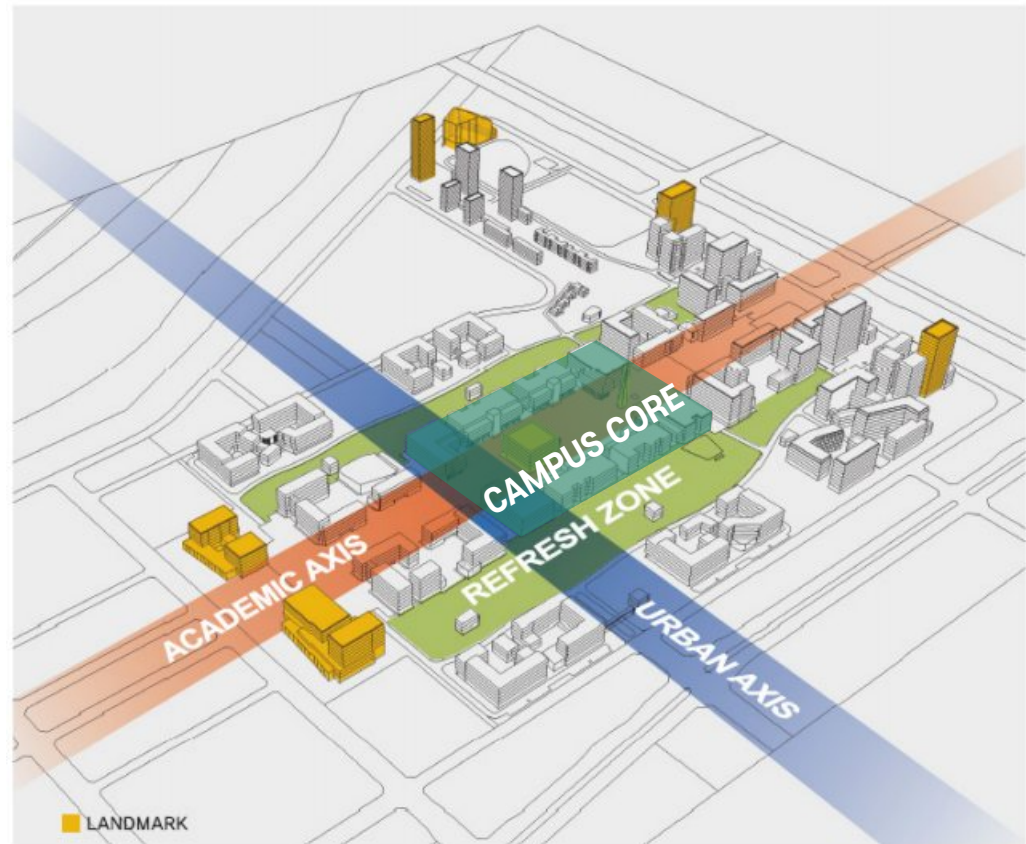 CAMPUS CORE
REFRESH ZONE
ACADEMIC AXIS
URBAN AXIS
LANDMARK